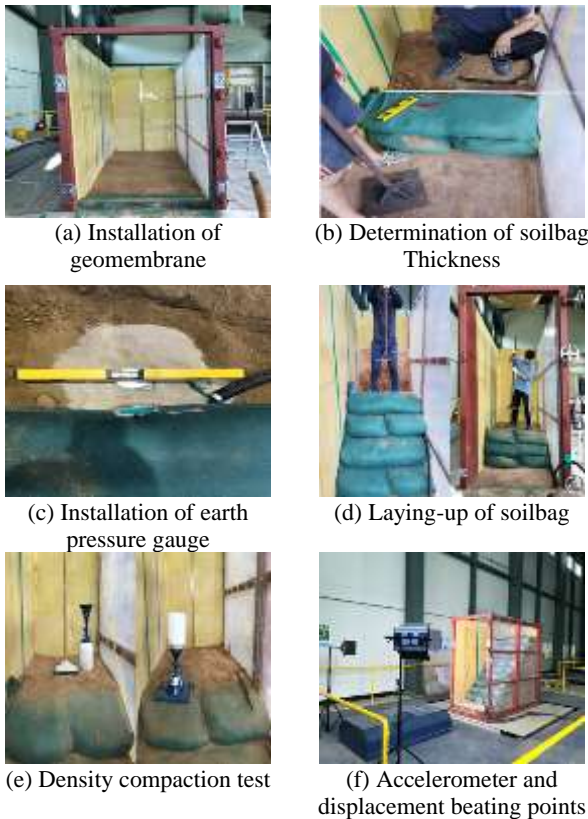 (a) Installation of
geomembrane
(b) Determination of soilbag
Thickness
(c) Installation of earth
pressure gauge
(d) Laying-up of soilbag
(e) Density compaction test
(f) Accelerometer and
displacement beating points